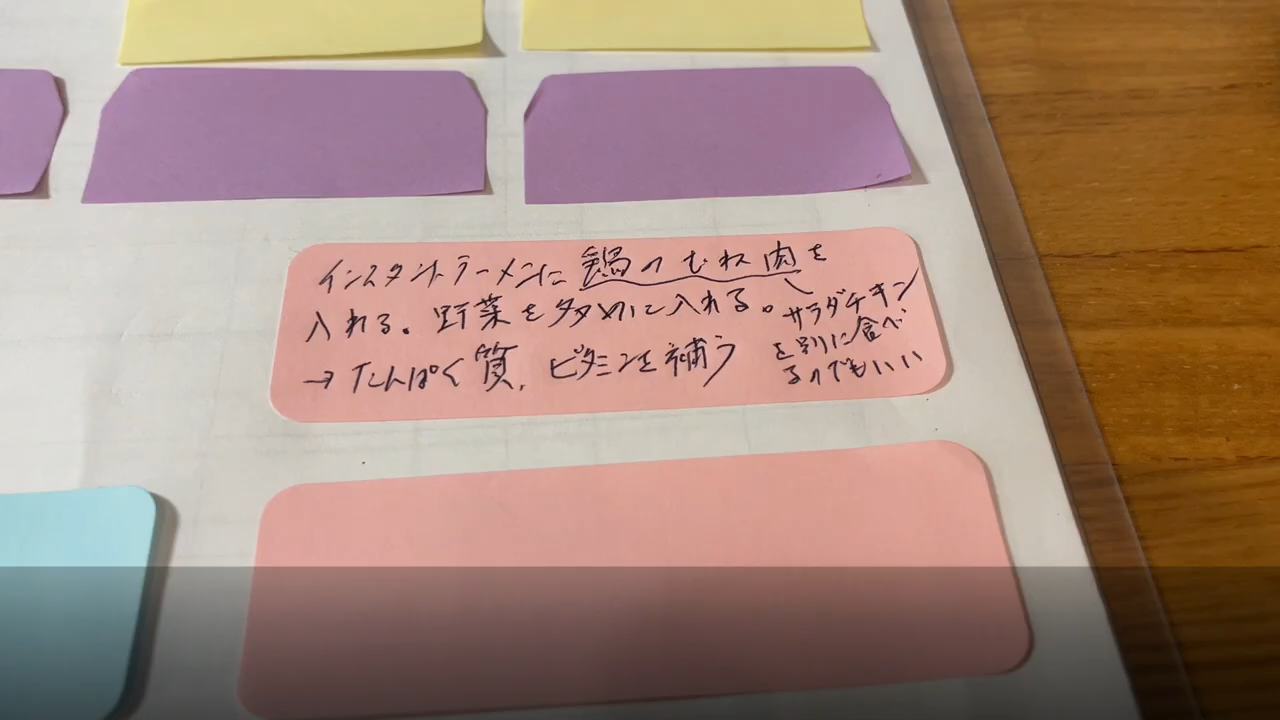 インスタントラーメンに鶏のむね肉を
入れる。野菜を多めに入れる。
→たんぱく質、ビタミンを補う
サラダチキン
を別に食べ
るのでもいい